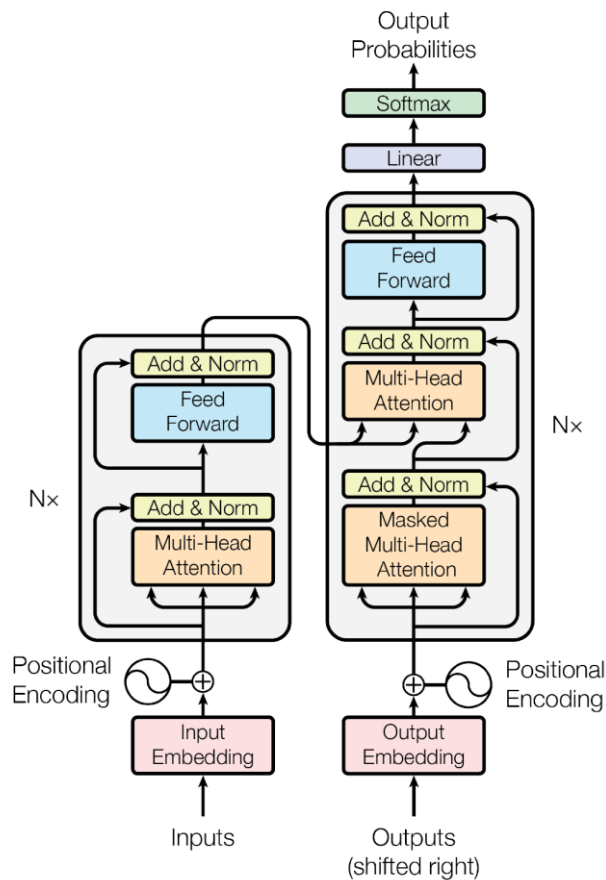 Output
Probabilities
Softmax
Linear
Add & Norm
Feed
Forward
Add & Norm
Multi-Head
Attention
Add & Norm
Masked
Multi-Head
Attention
Nx
Add & Norm
Feed
Forward
Add & Norm
Multi-Head
Attention
Nx
Positional
Encoding
Positional
Encoding
Input
Embedding
Output
Embedding
Inputs
Outputs
(shifted right)